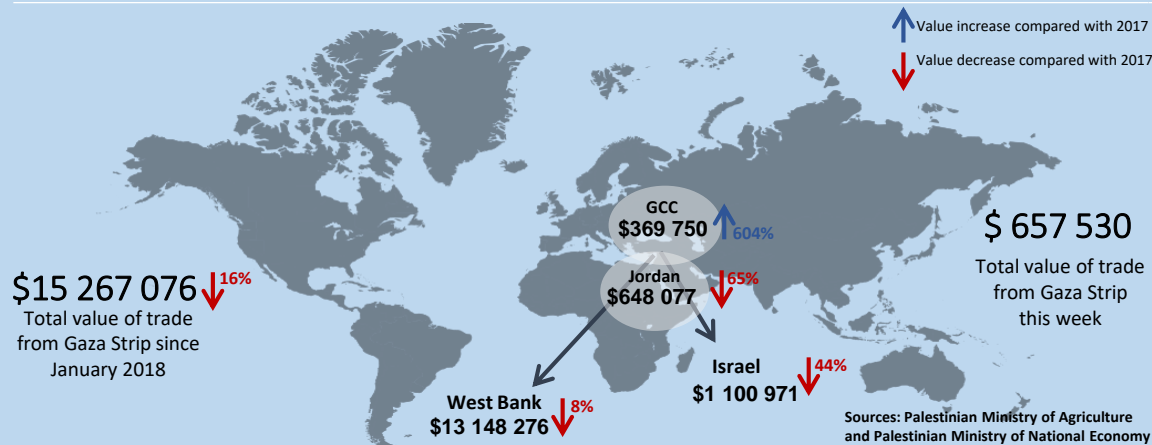 Value increase compared with 2017
Value decrease compared with 2017
GCC
$369 750
604%
$ 657 530
Total value of trade
from Gaza Strip
this week
Jordan
$648 077
65%
$15 267 076
16%
Total value of trade
from Gaza Strip since
January 2018
Israel
$1 100 971
44%
West Bank
$13 148 276
8%
Sources: Palestinian Ministry of Agriculture
and Palestinian Ministry of National Economy